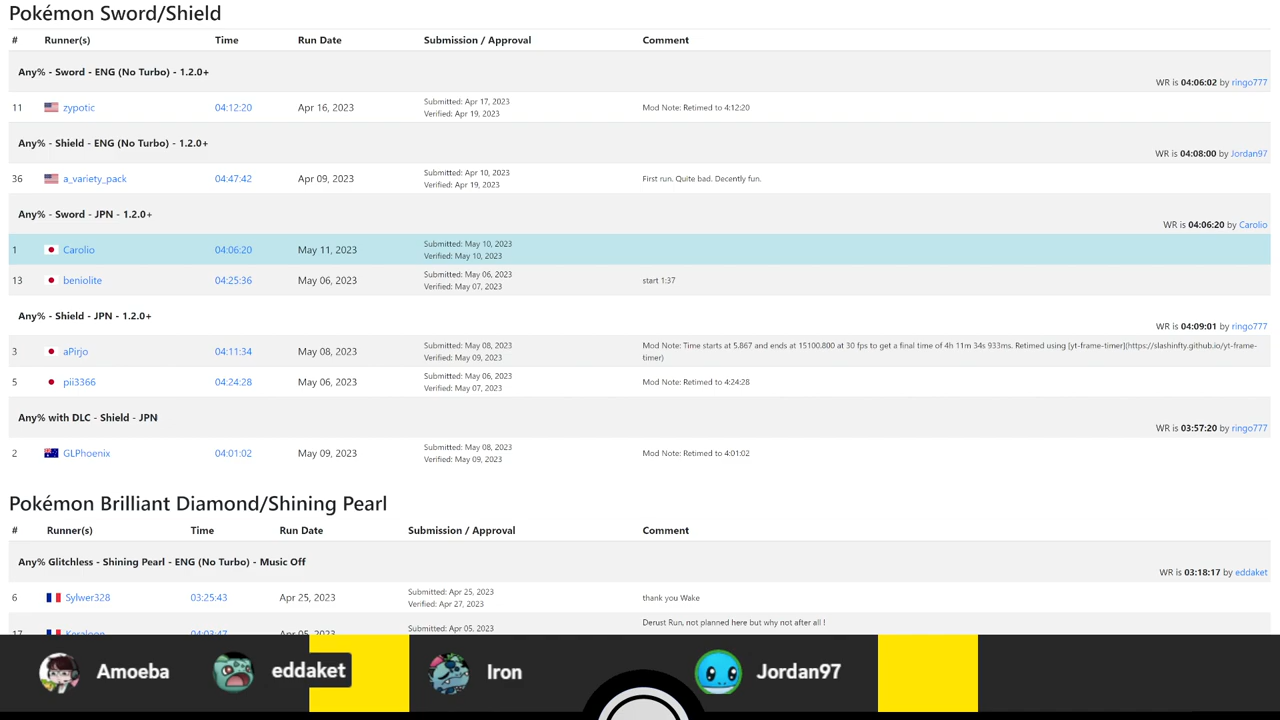 Pokémon Sword/Shield
# Runner(s) Time Run Date Submission / Approval Comment
Any% - Sword - ENG (No Turbo) - 1.2.0+
WR is 04:06:02 by ringo777
11 zypotic 04:12:20 Apr 16, 2023 Submitted: Apr 17, 2023 Mod Note: Retimed to 4:12:20
Verified: Apr 19, 2023
Any% - Shield - ENG (No Turbo) - 1.2.0+
WR is 04:08:00 by Jordan97
36 a_variety_pack 04:47:42 Apr 09, 2023 Submitted: Apr 10, 2023 First run. Quite bad. Decently fun.
Verified: Apr 19, 2023
Any% - Sword - JPN - 1.2.0+
WR is 04:06:20 by Carolio
1 Carolio 04:06:20 May 11, 2023 Submitted: May 10, 2023
Verified: May 10, 2023
13 beniolite 04:25:36 May 06, 2023 Submitted: May 06, 2023 start 1:37
Verified: May 07, 2023
Any% - Shield - JPN - 1.2.0+
WR is 04:09:01 by ringo777
3 aPirjo 04:11:34 May 08, 2023 Submitted: May 08, 2023 Mod Note: Time starts at 5.867 and ends at 15100.800 at 30 fps to get a final time of 4h 11m 34s 933ms. Retimed using [yt-frame-timer](https://slashinfty.github.io/yt-frame-
Verified: May 09, 2023 timer)
5 pii3366 04:24:28 May 06, 2023 Submitted: May 06, 2023 Mod Note: Retimed to 4:24:28
Verified: May 07, 2023
Any% with DLC - Shield - JPN
WR is 03:57:20 by ringo777
2 GLPhoenix 04:01:02 May 09, 2023 Submitted: May 08, 2023 Mod Note: Retimed to 4:01:02
Verified: May 09, 2023
Pokémon Brilliant Diamond/Shining Pearl
# Runner(s) Time Run Date Submission / Approval Comment
Any% Glitchless - Shining Pearl - ENG (No Turbo) - Music Off
WR is 03:18:17 by eddaket
6 Sylwer328 03:25:43 Apr 25, 2023 Submitted: Apr 25, 2023 thank you Wake
Verified: Apr 27, 2023
17 04:03:47 Apr 05, 2023 Submitted: Apr 05, 2023 Derust Run, not planned here but why not after all !
Amoeba eddaket Iron Jordan97